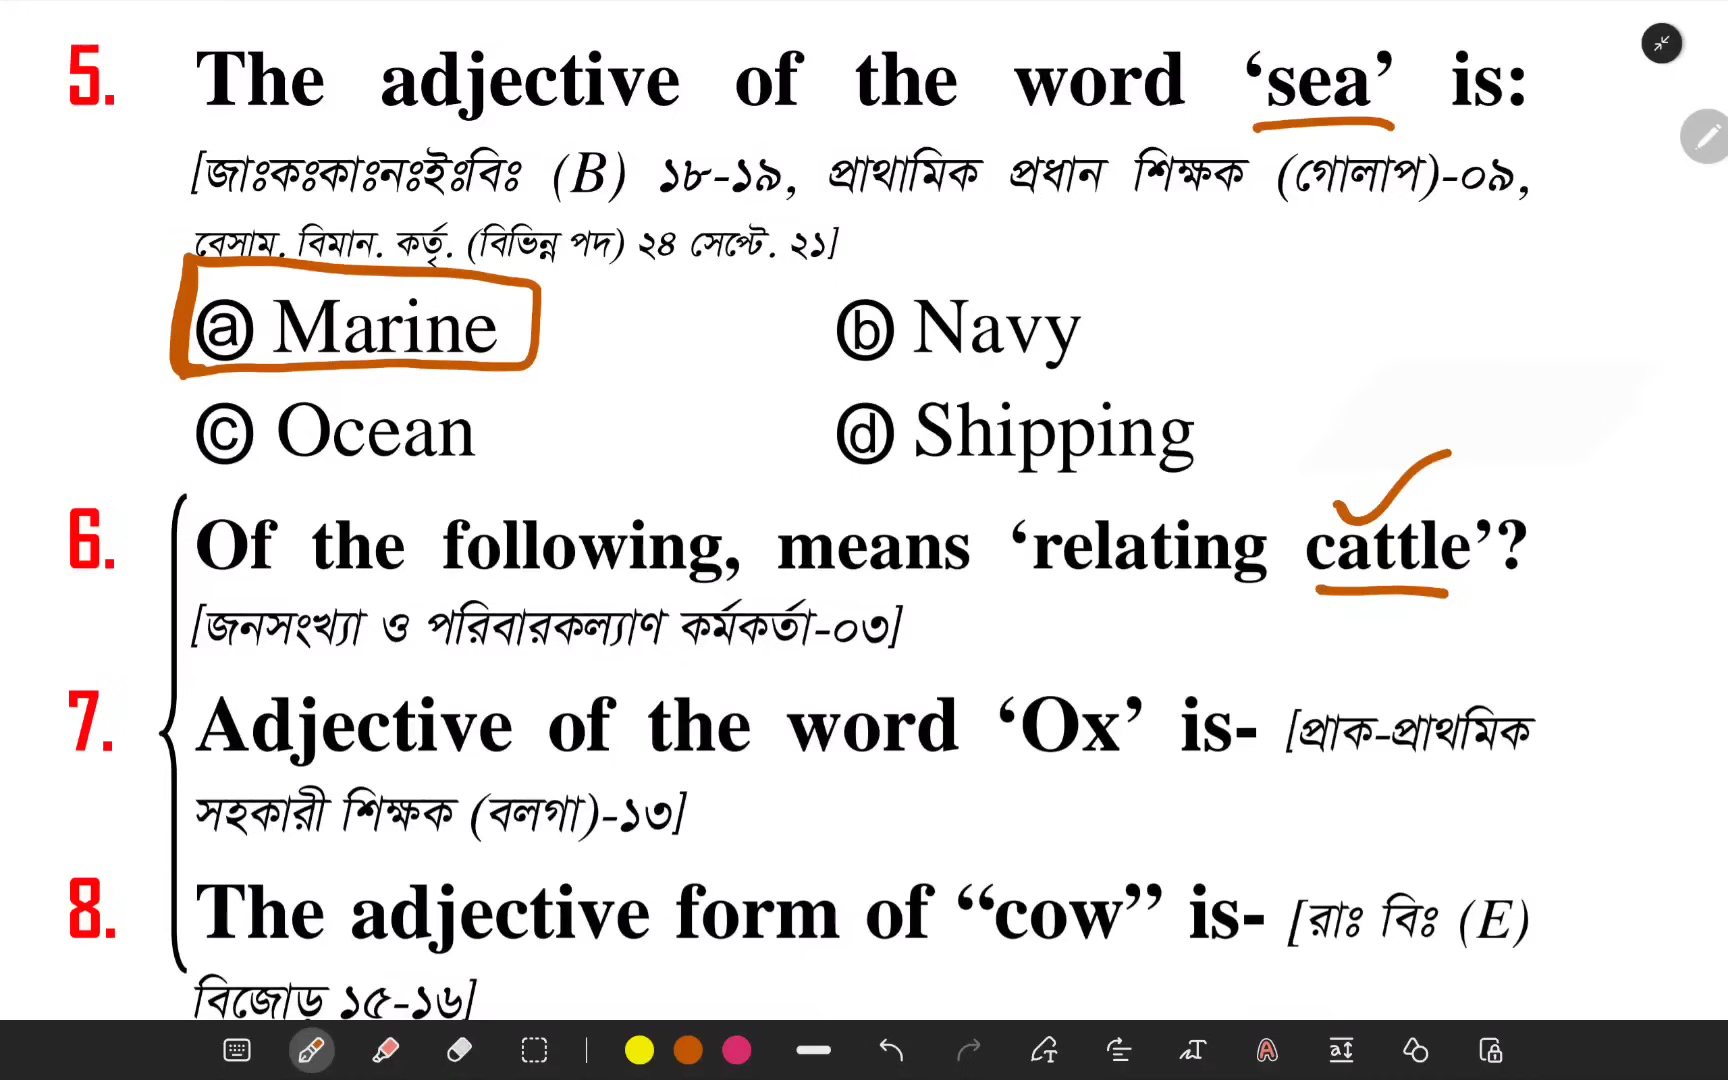 5. The adjective of the word ‘sea’ is:
[জাঃকঃকাঃনঃইঃবিঃ (B) ১৮-১৯, প্রাথামিক প্রধান শিক্ষক (গোলাপ)-০৯,
বেসাম. বিমান. কর্তৃ. (বিভিন্ন পদ) ২৪ সেপ্টে. ২১]
ⓐ Marine ⓑ Navy
ⓒ Ocean ⓓ Shipping
6. Of the following, means ‘relating cattle’?
[জনসংখ্যা ও পরিবারকল্যাণ কর্মকর্তা-০৩]
7. Adjective of the word ‘Ox’ is- [প্রাক-প্রাথমিক
সহকারী শিক্ষক (বলগা)-১৩]
8. The adjective form of “cow” is- [রাঃ বিঃ (E)
বিজোড় ১৫-১৬]